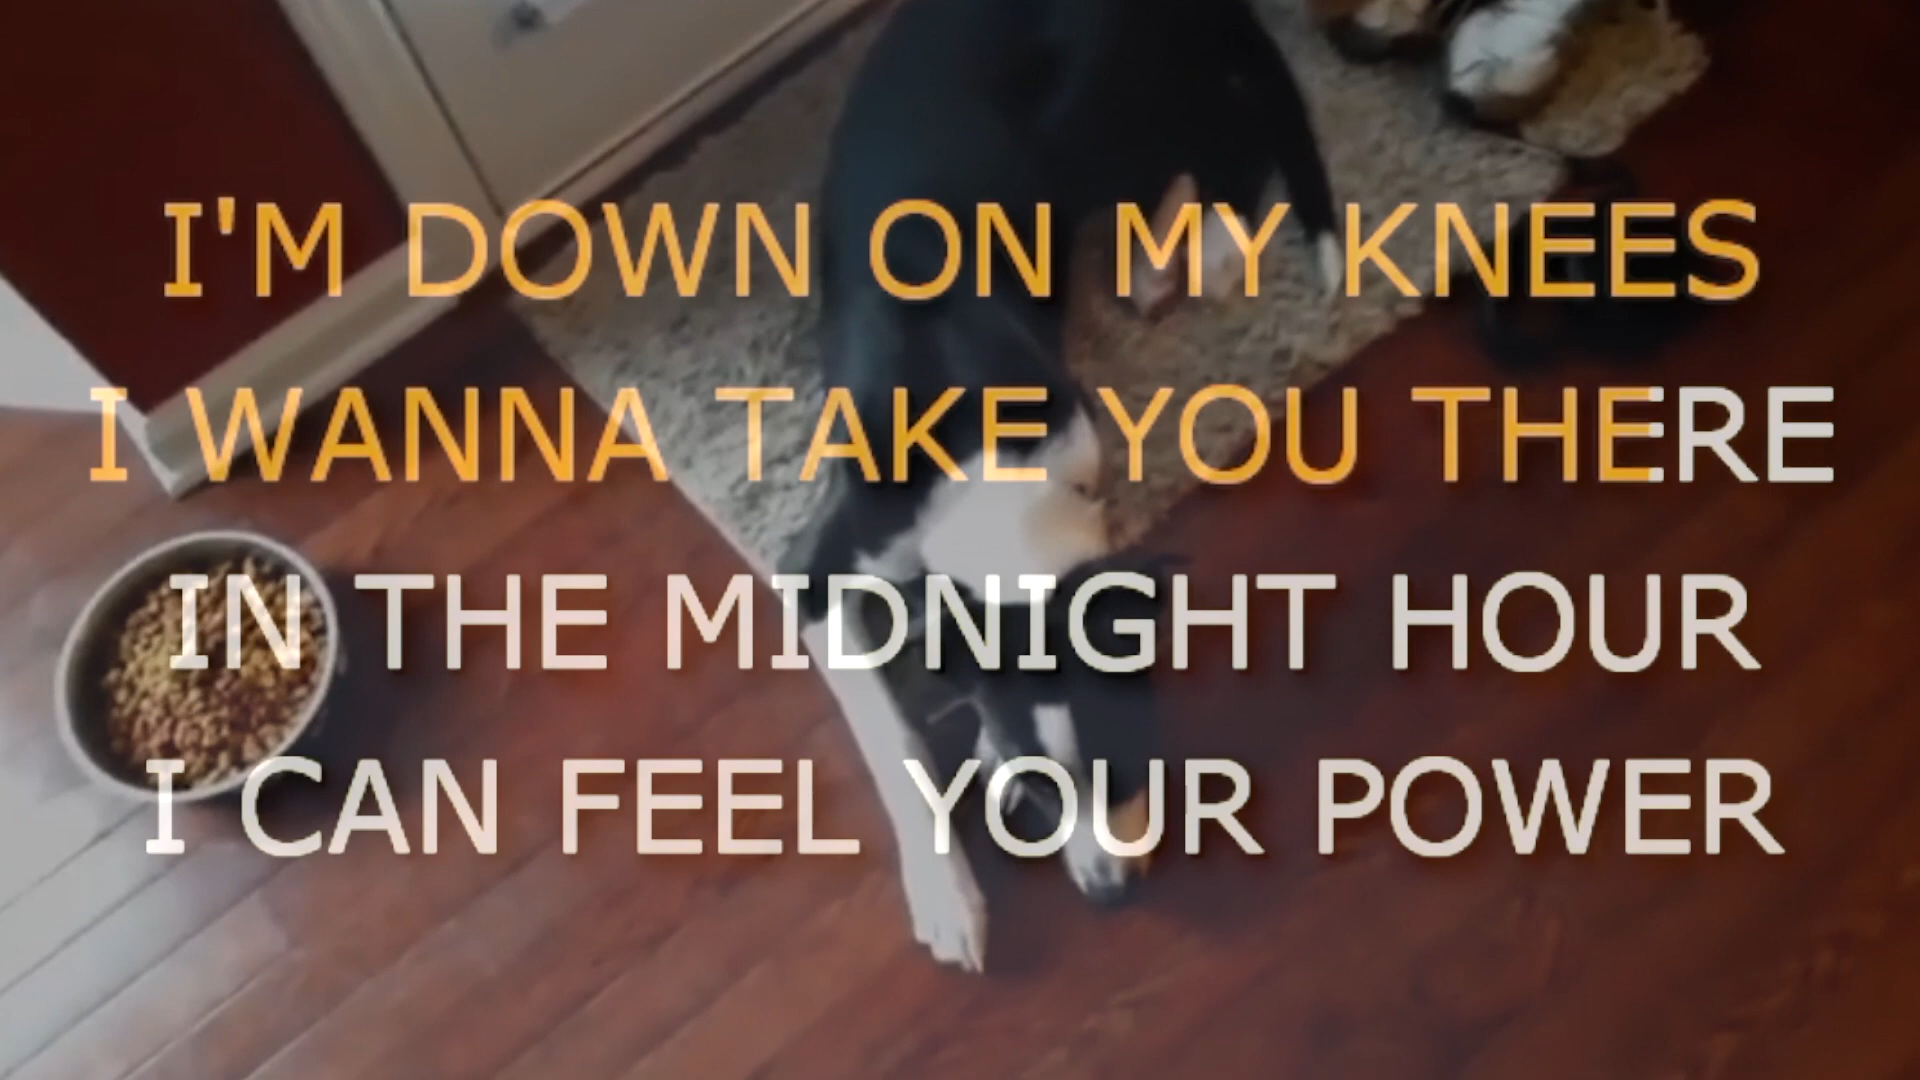 I'M DOWN ON MY KNEES
I WANNA TAKE YOU THERE
IN THE MIDNIGHT HOUR
I CAN FEEL YOUR POWER